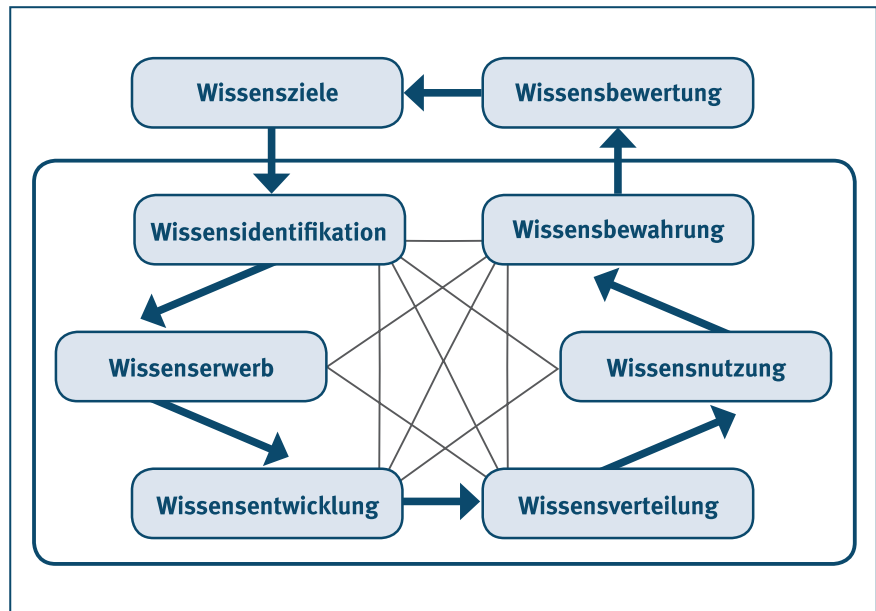 Wissensziele
Wissensbewertung
Wissensidentifikation
Wissensbewahrung
Wissenserwerb
Wissensnutzung
Wissensentwicklung
Wissensverteilung